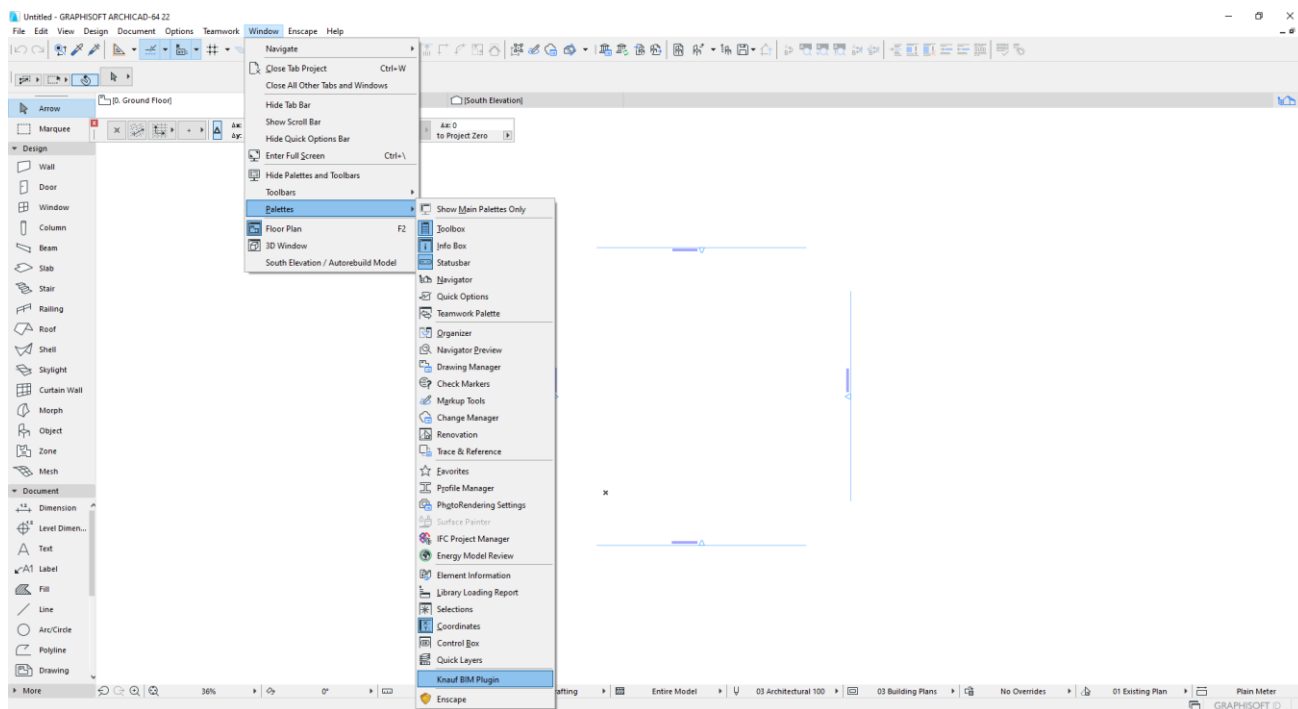 Untitled - GRAPHISOFT ARCHICAD-64 22
File Edit View Design Document Options Teamwork Window Enscape Help
Navigate
Close Tab Project Ctrl+W
Close All Other Tabs and Windows
Hide Tab Bar
Show Scroll Bar
Hide Quick Options Bar
Enter Full Screen Ctrl+\
Hide Palettes and Toolbars
Toolbars
Palettes
Floor Plan F2
3D Window
South Elevation / Autorebuild Model
Show Main Palettes Only
Toolbox
Info Box
Statusbar
Navigator
Quick Options
Teamwork Palette
Organizer
Navigator Preview
Drawing Manager
Check Markers
Markup Tools
Change Manager
Renovation
Trace & Reference
Favorites
Profile Manager
PhotoRendering Settings
Surface Painter
IFC Project Manager
Energy Model Review
Element Information
Library Loading Report
Selections
Coordinates
Control Box
Quick Layers
Knauf BIM Plugin
Enscape
[0. Ground Floor]
[South Elevation]
Δx:
Δy:
Δz: 0
to Project Zero
Arrow
Marquee
Design
Wall
Door
Window
Column
Beam
Slab
Stair
Railing
Roof
Shell
Skylight
Curtain Wall
Morph
Object
Zone
Mesh
Document
Dimension
Level Dimen...
Text
Label
Fill
Line
Arc/Circle
Polyline
Drawing
More
36%
0°
afting
Entire Model
03 Architectural 100
03 Building Plans
No Overrides
01 Existing Plan
Plain Meter
GRAPHISOFT ID